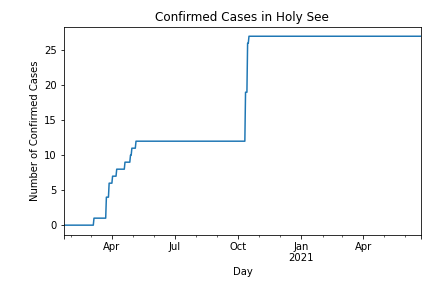 Confirmed Cases in Holy See
Number of Confirmed Cases
25
20
15
10
5
0
Apr
Jul
Oct
Jan
2021
Apr
Day